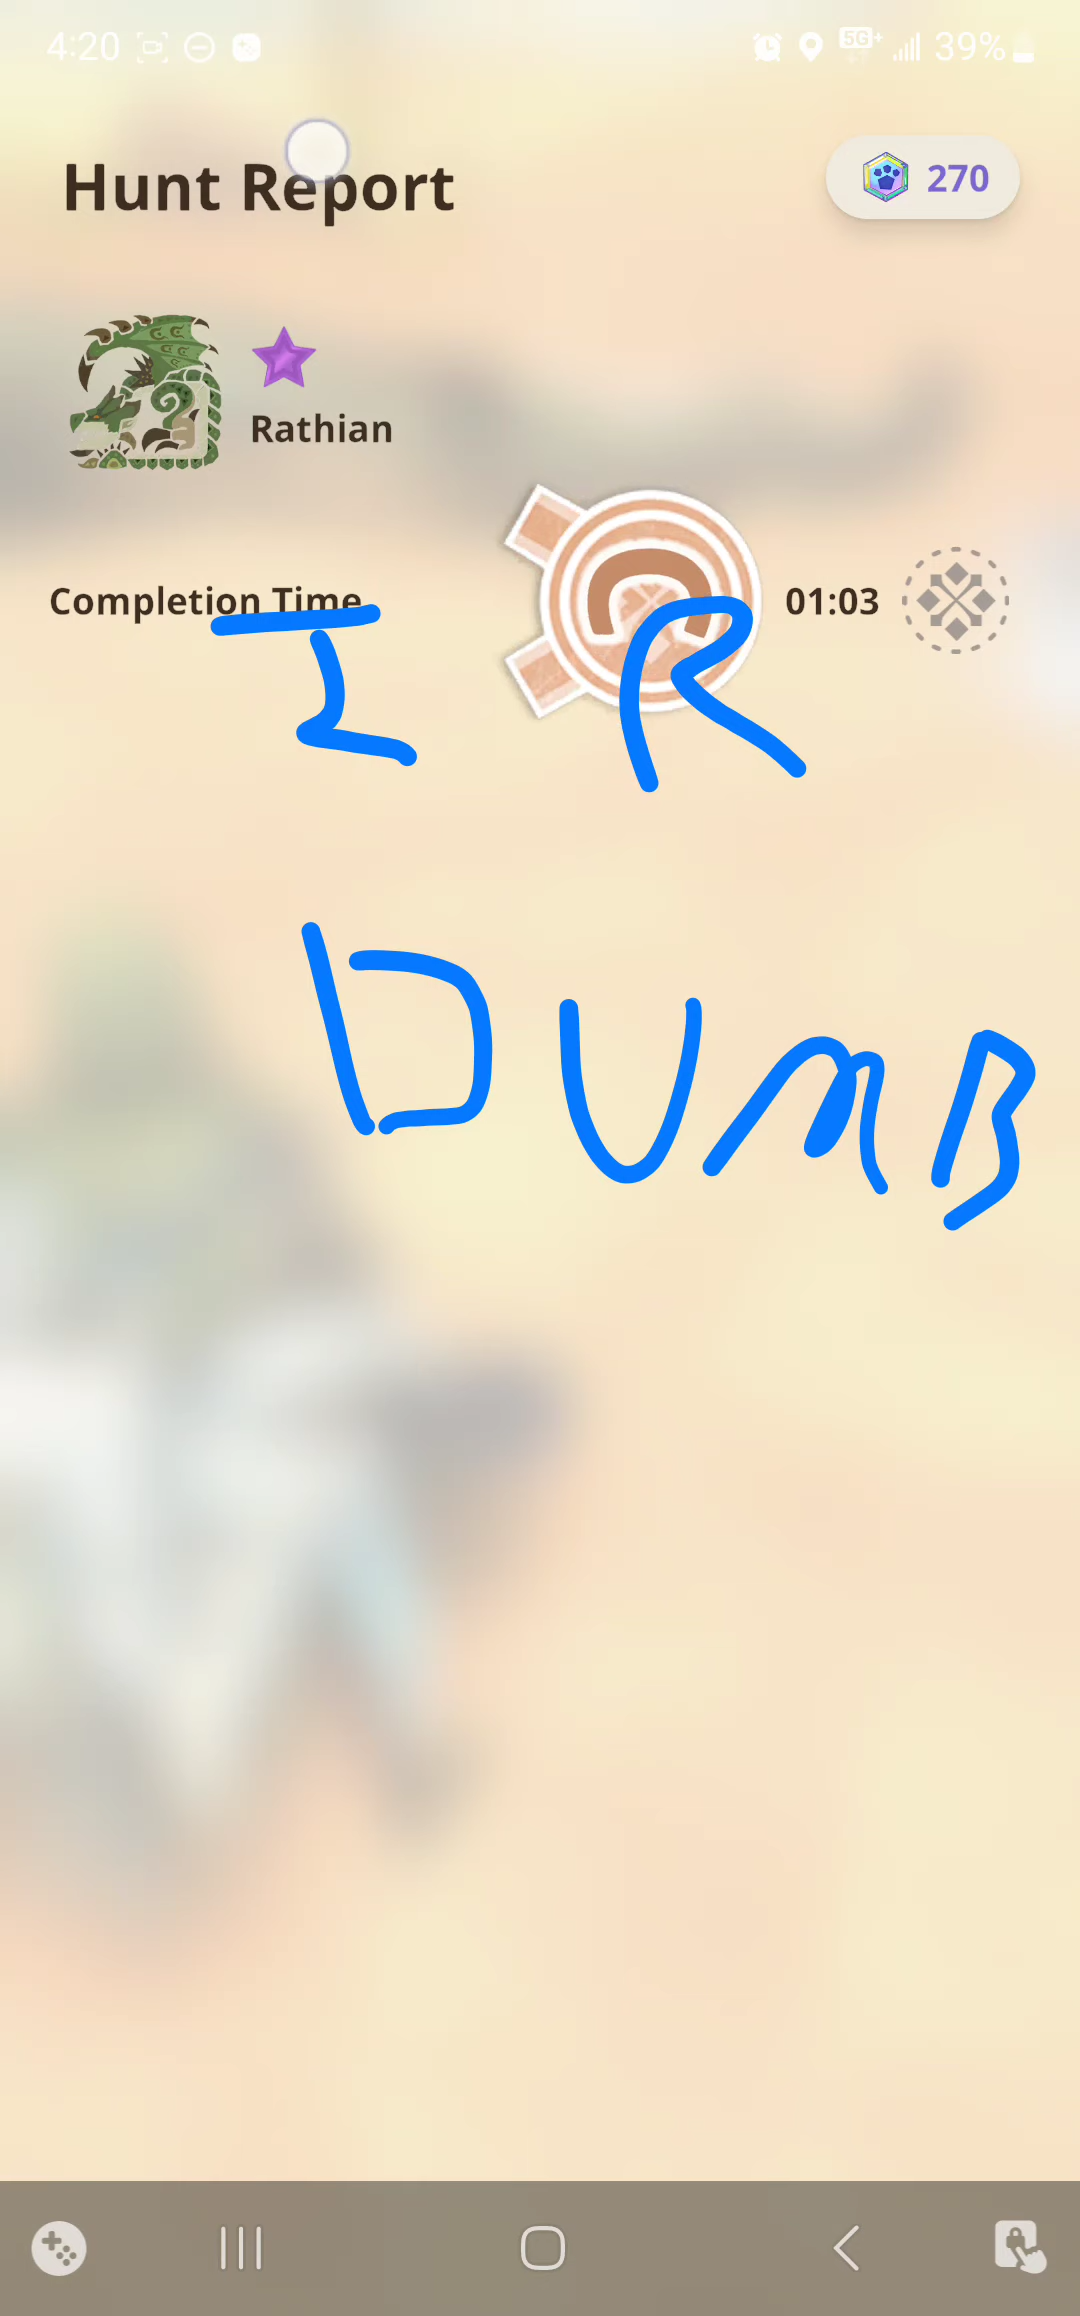 4:20 5G+ 39%
Hunt Report 270
Rathian
Completion Time 01:03
I R
DUMB